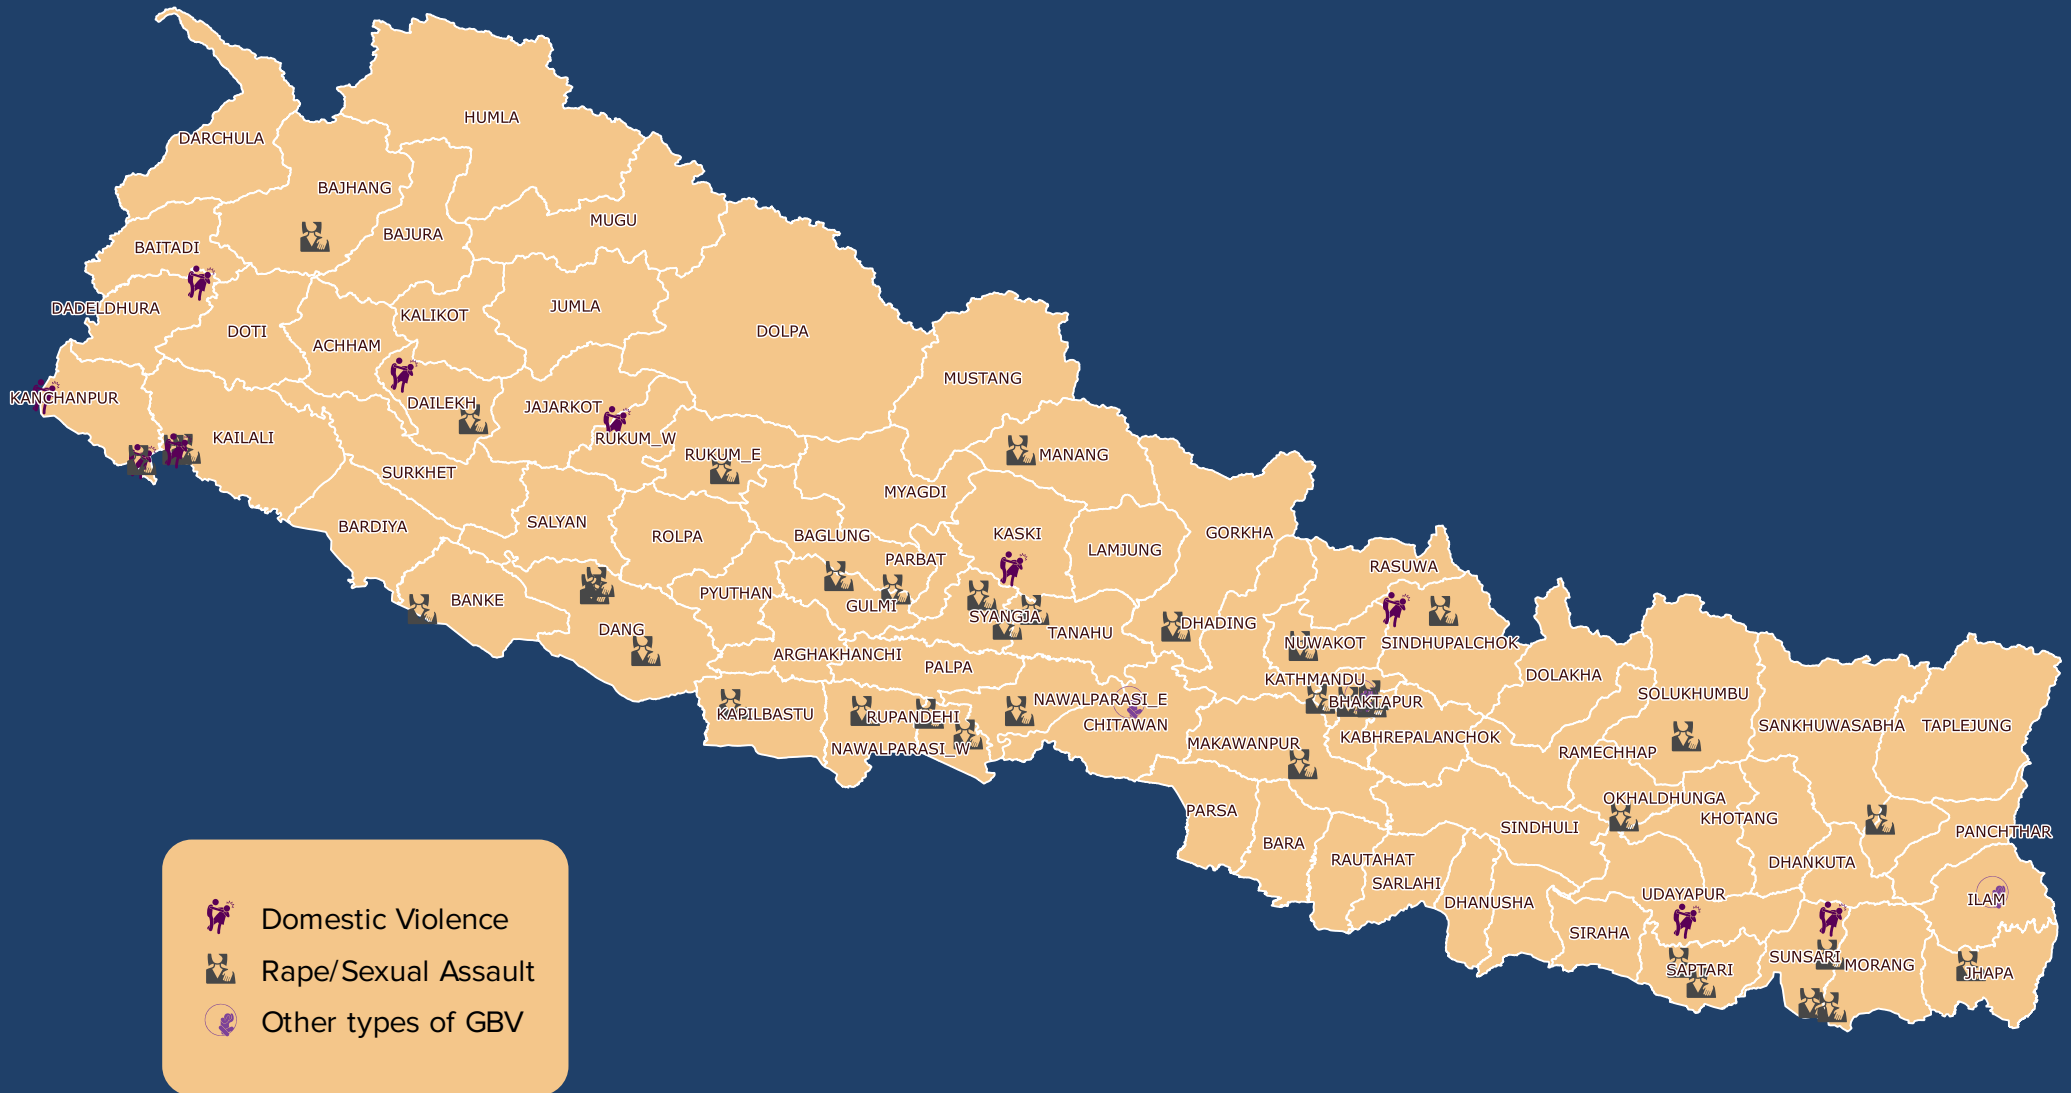 HUMLA
DARCHULA
BAJHANG
MUGU
BAJURA
BAITADI
DADELDHURA
JUMLA
KALIKOT
DOTI
DOLPA
ACHHAM
MUSTANG
KANCHANPUR
DAILEKH
JAJARKOT
KAILALI
RUKUM_W
RUKUM_E
MANANG
SURKHET
MYAGDI
SALYAN
BARDIYA
KASKI
GORKHA
ROLPA
BAGLUNG
LAMJUNG
PARBAT
RASUWA
PYUTHAN
BANKE
GULMI
SYANGJA
DHADING
DANG
TANAHU
NUWAKOT
SINDHUPALCHOK
ARGHAKHANCHI
PALPA
DOLAKHA
KATHMANDU
SOLUKHUMBU
NAWALPARASI_E
BHAKTAPUR
KAPILBASTU
RUPANDEHI
CHITAWAN
SANKHUWASABHA
TAPLEJUNG
KABHREPALANCHOK
MAKAWANPUR
NAWALPARASI_W
RAMECHHAP
OKHALDHUNGA
PARSA
KHOTANG
SINDHULI
PANCHTHAR
BARA
RAUTAHAT
DHANKUTA
SARLAHI
UDAYAPUR
ILAM
DHANUSHA
SIRAHA
SUNSARI
MORANG
SAPTARI
JHAPA
Domestic Violence
Rape/Sexual Assault
Other types of GBV